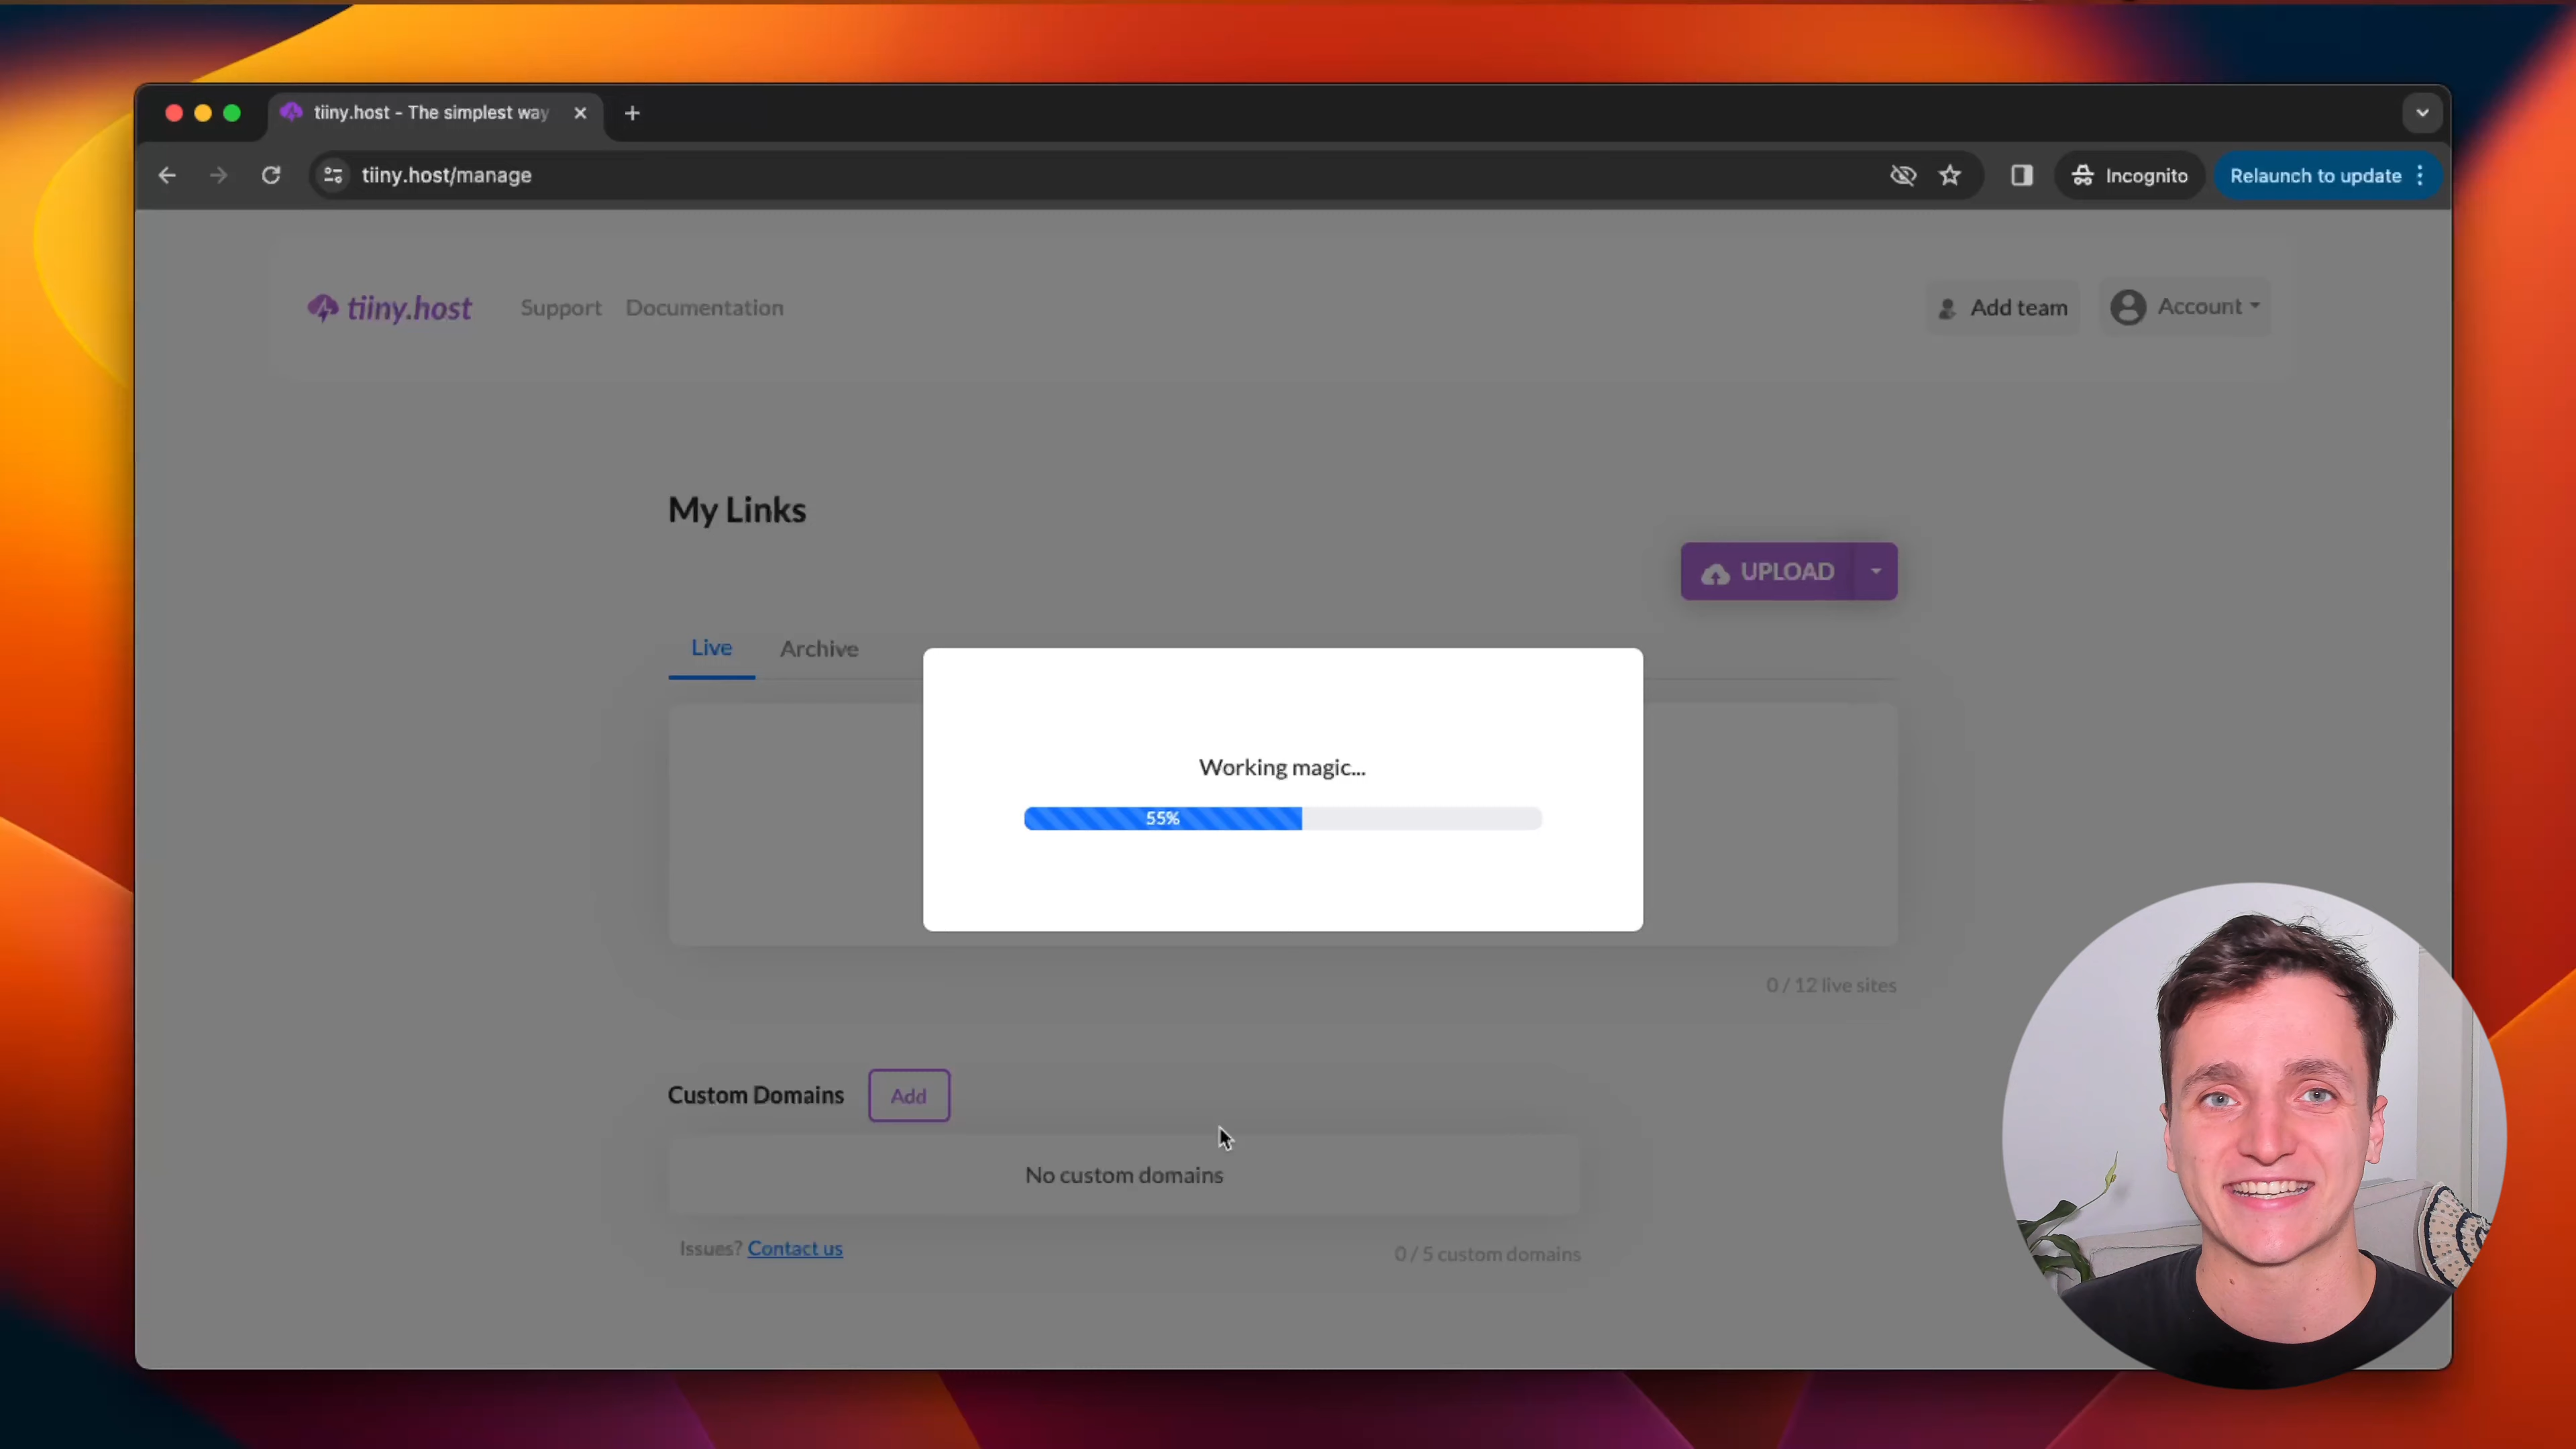 tiiny.host - The simplest way
tiiny.host/manage
Incognito
Relaunch to update
tiiny.host
Support
Documentation
Add team
Account
My Links
UPLOAD
Live
Archive
Working magic...
55%
0 / 12 live sites
Custom Domains
Add
No custom domains
Issues? Contact us
0 / 5 custom domains